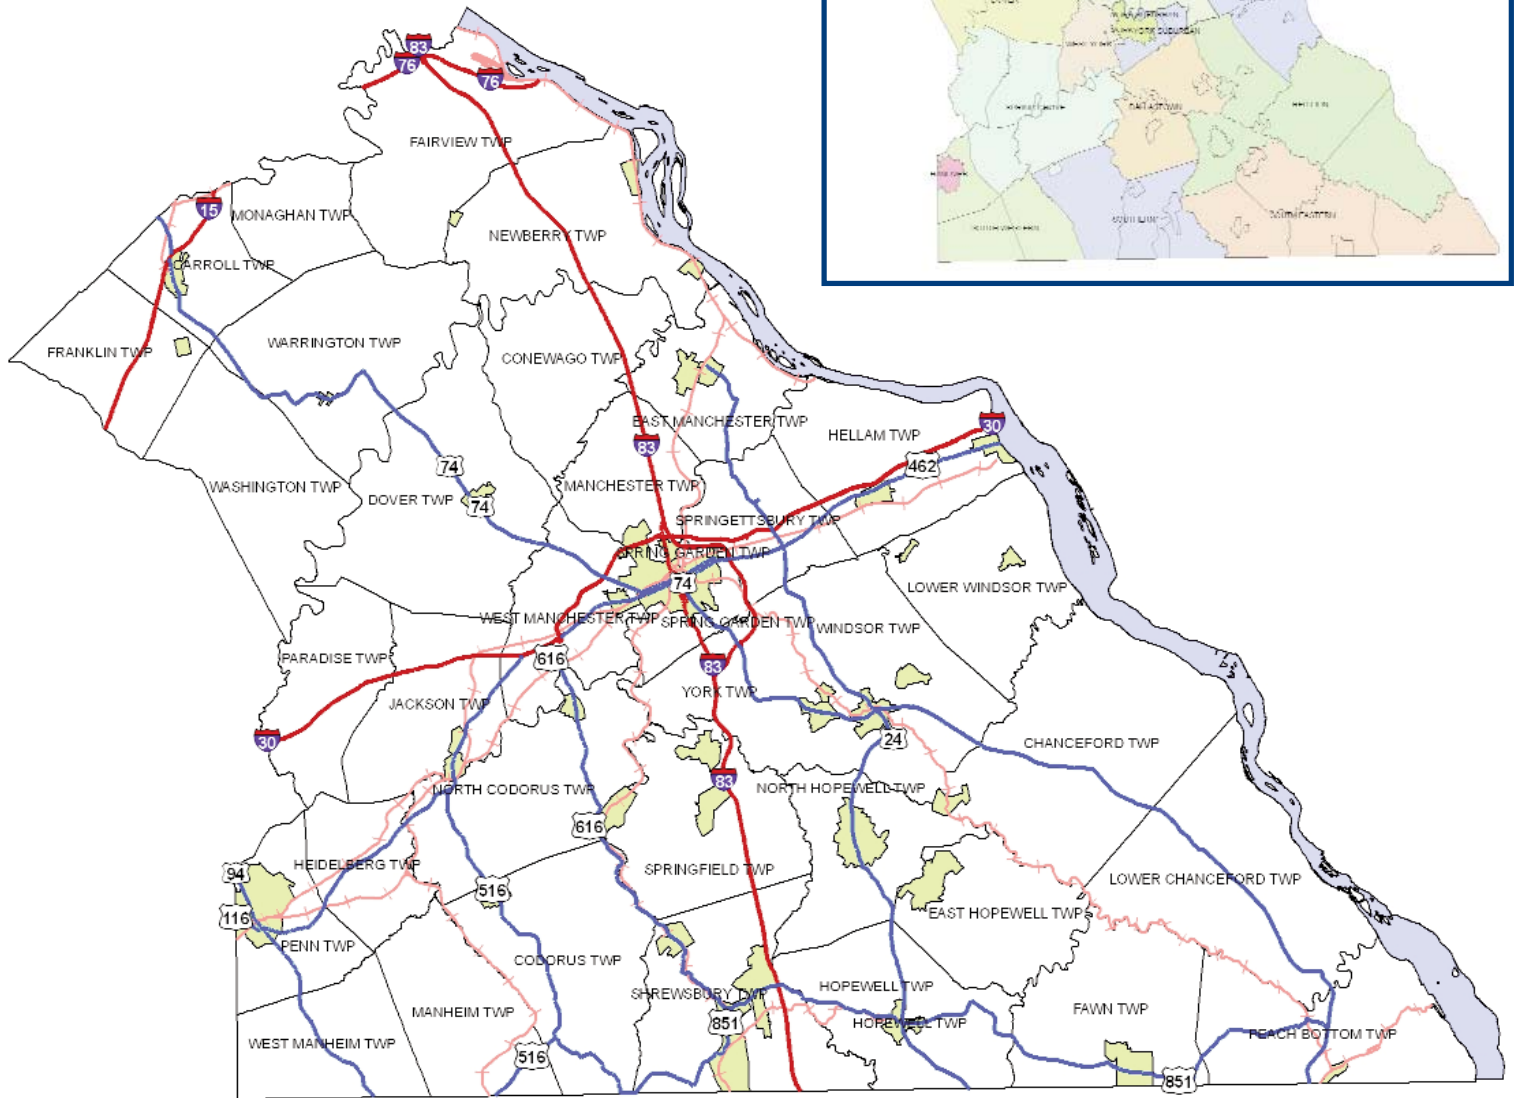 83
76
76
FAIRVIEW TWP
15
MONAGHAN TWP
NEWBERRY TWP
CARROLL TWP
FRANKLIN TWP
WARRINGTON TWP
CONEWAGO TWP
EAST MANCHESTER TWP
HELLAM TWP
30
83
462
74
WASHINGTON TWP
DOVER TWP
74
MANCHESTER TWP
SPRINGETTSBURY TWP
SPRING GARDEN TWP
74
LOWER WINDSOR TWP
WEST MANCHESTER TWP
SPRING GARDEN TWP
WINDSOR TWP
PARADISE TWP
616
83
YORK TWP
JACKSON TWP
30
24
CHANCEFORD TWP
83
NORTH CODORUS TWP
NORTH HOPEWELL TWP
616
HEIDELBERG TWP
94
SPRINGFIELD TWP
516
LOWER CHANCEFORD TWP
116
EAST HOPEWELL TWP
PENN TWP
CODORUS TWP
SHREWSBURY TWP
HOPEWELL TWP
MANHEIM TWP
851
HOPEWELL TWP
FAWN TWP
PEACH BOTTOM TWP
WEST MANHEIM TWP
516
851
DALLASTOWN
SOUTHERN
SOUTH EASTERN